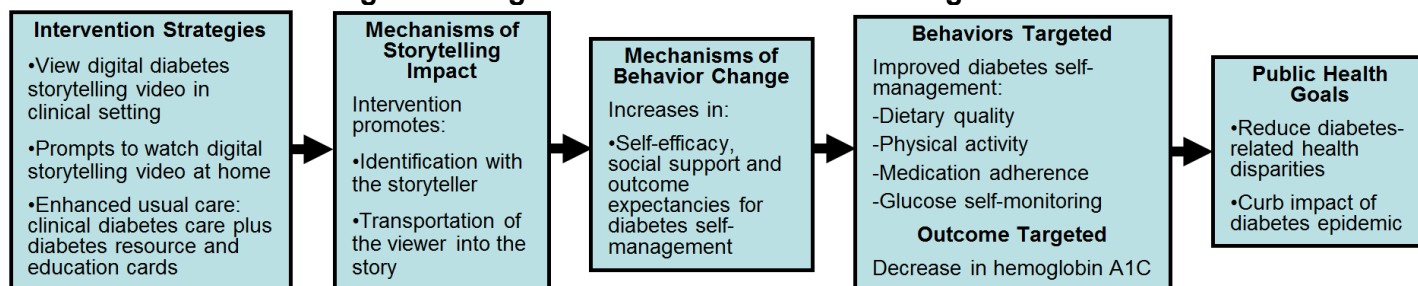 Intervention Strategies
•View digital diabetes
storytelling video in
clinical setting
•Prompts to watch digital
storytelling video at home
•Enhanced usual care:
clinical diabetes care plus
diabetes resource and
education cards
Mechanisms of
Storytelling
Impact
Intervention
promotes:
•Identification with
the storyteller
•Transportation of
the viewer into the
story
Mechanisms of
Behavior Change
Increases in:
•Self-efficacy,
social support and
outcome
expectancies for
diabetes self-
management
Behaviors Targeted
Improved diabetes self-
management:
-Dietary quality
-Physical activity
-Medication adherence
-Glucose self-monitoring
Outcome Targeted
Decrease in hemoglobin A1C
Public Health
Goals
•Reduce diabetes-
related health
disparities
•Curb impact of
diabetes epidemic